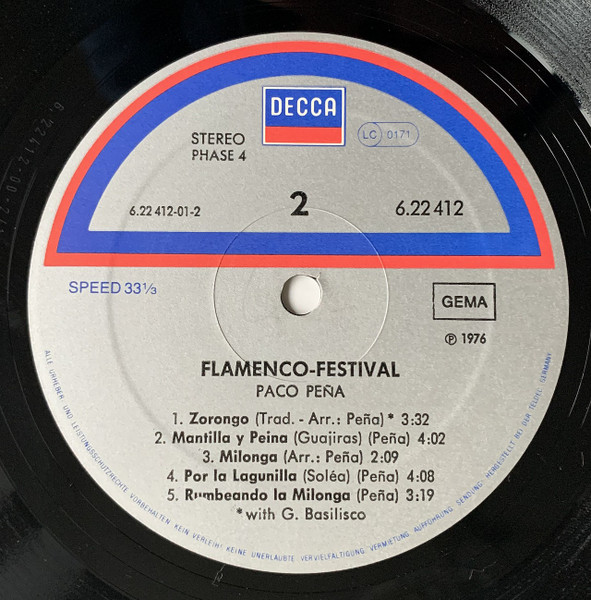 DECCA
STEREO
PHASE 4
LC 0171
6.22 412-01-2
2
6.22 412
SPEED 33 1/3
GEMA
℗ 1976
FLAMENCO-FESTIVAL
PACO PEÑA
1. Zorongo (Trad. - Arr.: Peña) * 3:32
2. Mantilla y Peina (Guajiras) (Peña) 4:02
3. Milonga (Arr.: Peña) 2:09
4. Por la Lagunilla (Soléa) (Peña) 4:08
5. Rumbeando la Milonga (Peña) 3:19
*with G. Basilisco
ALLE URHEBER- UND LEISTUNGSSCHUTZRECHTE VORBEHALTEN KEIN VERLEIH! KEINE UNERLAUBTE VERVIELFÄLTIGUNG, VERMIETUNG, AUFFÜHRUNG, SENDUNG! HERGESTELLT BEI DER TELDEC GERMANY